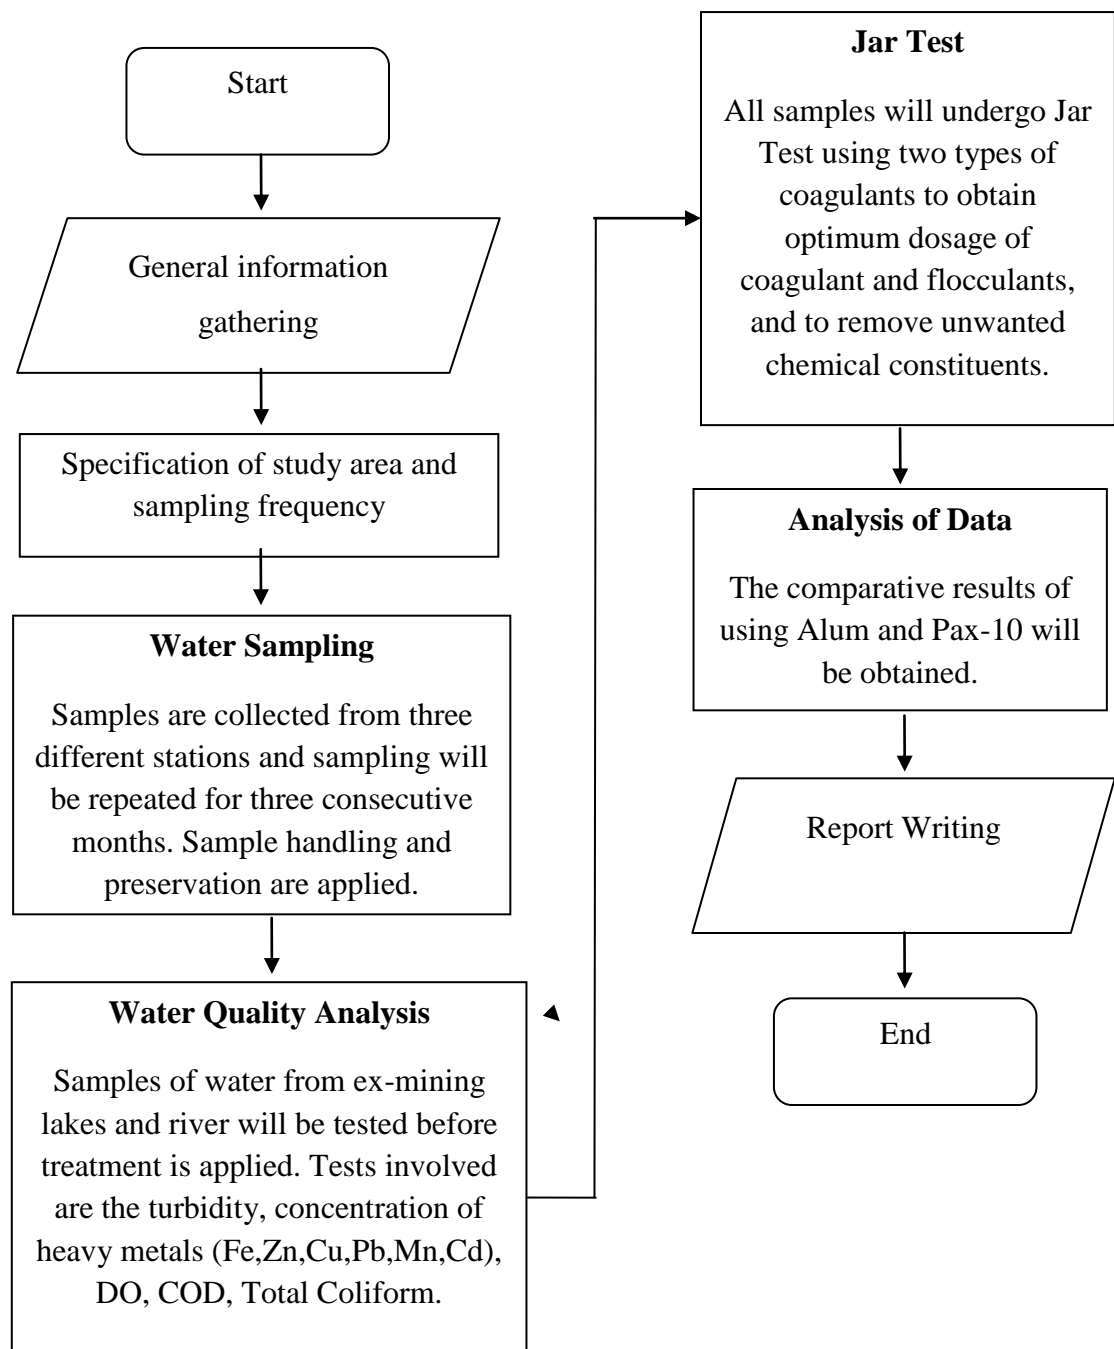 Start
General information
gathering
Specification of study area and
sampling frequency
Water Sampling
Samples are collected from three
different stations and sampling will
be repeated for three consecutive
months. Sample handling and
preservation are applied.
Water Quality Analysis
Samples of water from ex-mining
lakes and river will be tested before
treatment is applied. Tests involved
are the turbidity, concentration of
heavy metals (Fe,Zn,Cu,Pb,Mn,Cd),
DO, COD, Total Coliform.
Jar Test
All samples will undergo Jar
Test using two types of
coagulants to obtain
optimum dosage of
coagulant and flocculants,
and to remove unwanted
chemical constituents.
Analysis of Data
The comparative results of
using Alum and Pax-10 will
be obtained.
Report Writing
End